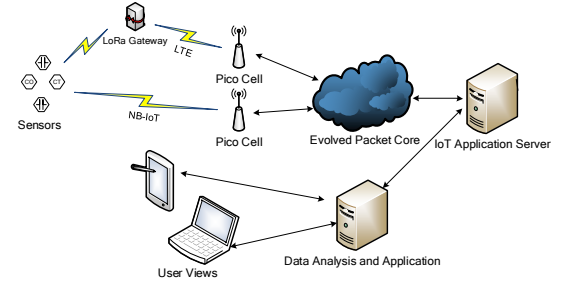 LoRa Gateway
LTE
Pico Cell
CO
CT
Sensors
NB-IoT
Pico Cell
Evolved Packet Core
IoT Application Server
User Views
Data Analysis and Application